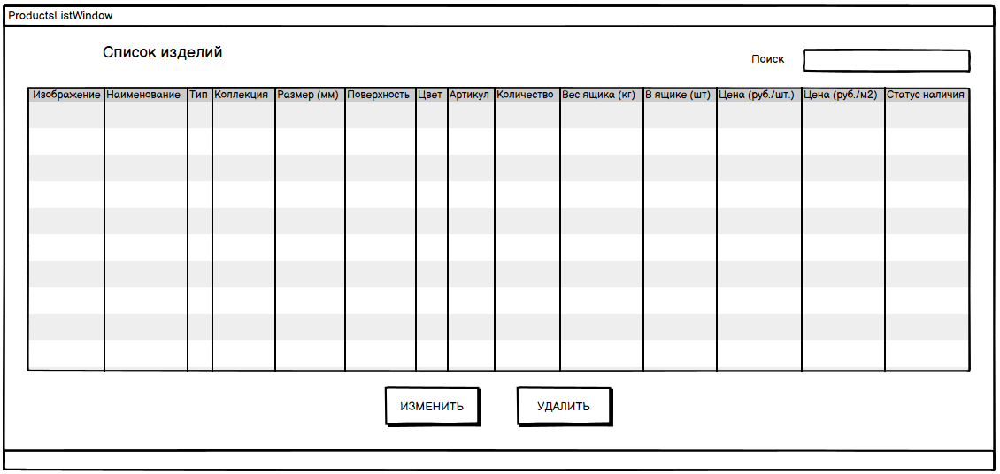 ProductsListWindow
Список изделий
Поиск
Изображение Наименование Тип Коллекция Размер (мм) Поверхность Цвет Артикул Количество Вес ящика (кг) В ящике (шт) Цена (руб./шт.) Цена (руб./м2) Статус наличия
ИЗМЕНИТЬ УДАЛИТЬ